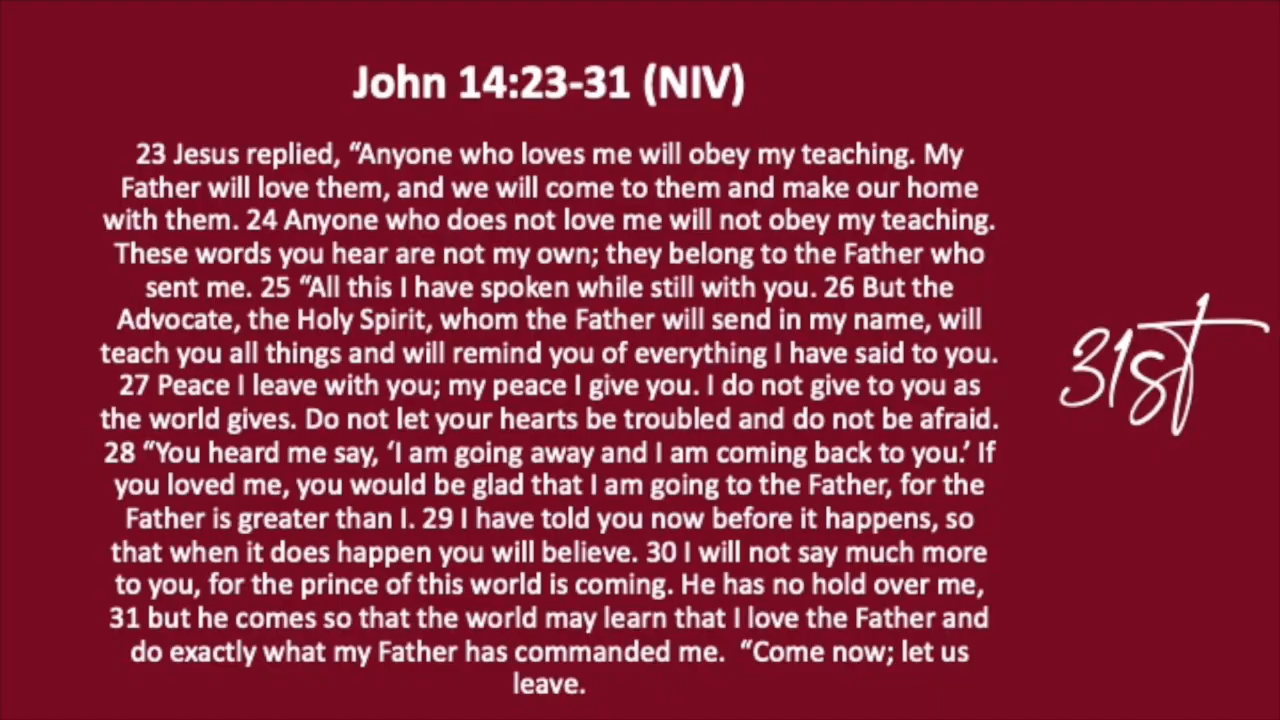 John 14:23-31 (NIV)
23 Jesus replied, “Anyone who loves me will obey my teaching. My
Father will love them, and we will come to them and make our home
with them. 24 Anyone who does not love me will not obey my teaching.
These words you hear are not my own; they belong to the Father who
sent me. 25 “All this I have spoken while still with you. 26 But the
Advocate, the Holy Spirit, whom the Father will send in my name, will
teach you all things and will remind you of everything I have said to you.
27 Peace I leave with you; my peace I give you. I do not give to you as
the world gives. Do not let your hearts be troubled and do not be afraid.
28 “You heard me say, ‘I am going away and I am coming back to you.’ If
you loved me, you would be glad that I am going to the Father, for the
Father is greater than I. 29 I have told you now before it happens, so
that when it does happen you will believe. 30 I will not say much more
to you, for the prince of this world is coming. He has no hold over me,
31 but he comes so that the world may learn that I love the Father and
do exactly what my Father has commanded me.  “Come now; let us
leave.
31st